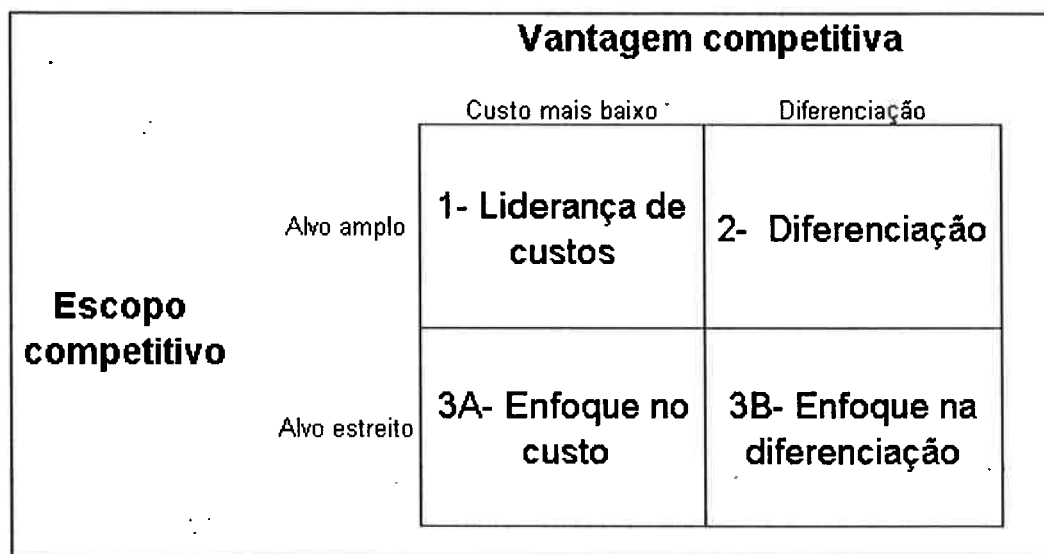 Vantagem competitiva
Custo mais baixo
Diferenciação
Alvo amplo
1- Liderança de
custos
2- Diferenciação
Escopo
competitivo
Alvo estreito
3A- Enfoque no
custo
3B- Enfoque na
diferenciação